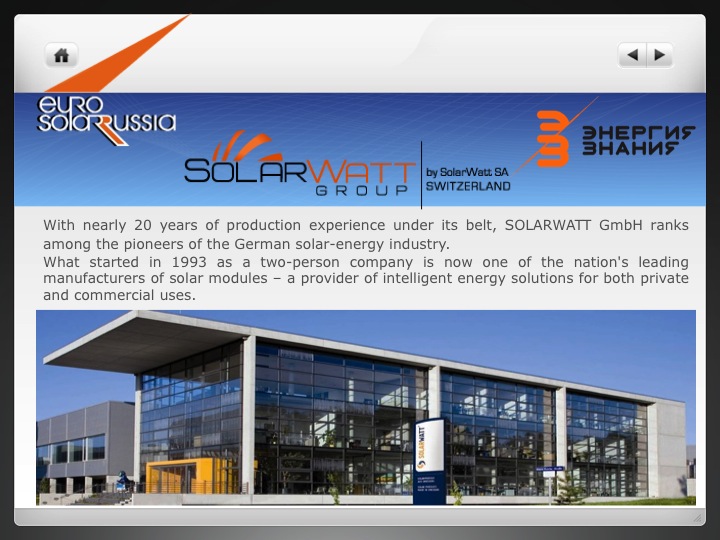 EURO
SOLARRUSSIA
SOLARWATT
GROUP
by SolarWatt SA
SWITZERLAND
ЭНЕРГИЯ
ЗНАНИЯ
With nearly 20 years of production experience under its belt, SOLARWATT GmbH ranks
among the pioneers of the German solar-energy industry.
What started in 1993 as a two-person company is now one of the nation's leading
manufacturers of solar modules – a provider of intelligent energy solutions for both private
and commercial uses.
SOLARWATT